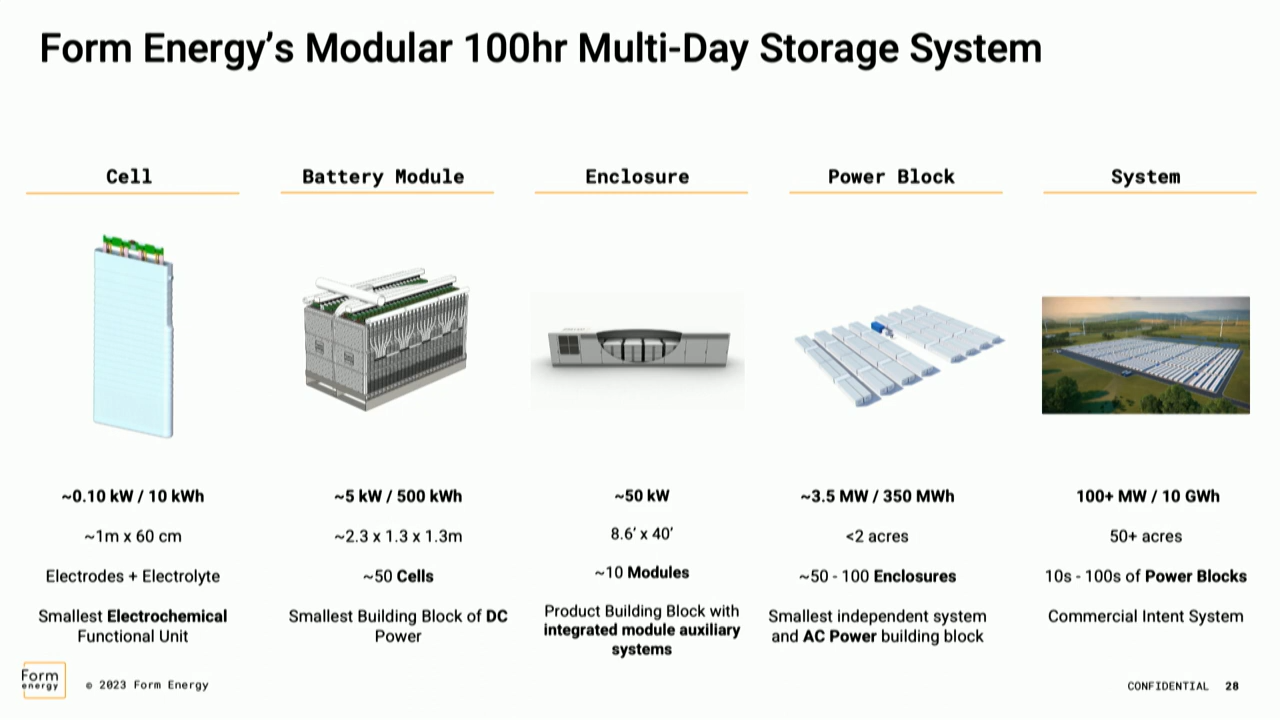 Form Energy’s Modular 100hr Multi-Day Storage System
Cell
~0.10 kW / 10 kWh
~1m x 60 cm
Electrodes + Electrolyte
Smallest Electrochemical
Functional Unit
Battery Module
~5 kW / 500 kWh
~2.3 x 1.3 x 1.3m
~50 Cells
Smallest Building Block of DC
Power
Enclosure
~50 kW
8.6’ x 40’
~10 Modules
Product Building Block with
integrated module auxiliary
systems
Power Block
~3.5 MW / 350 MWh
<2 acres
~50 - 100 Enclosures
Smallest independent system
and AC Power building block
System
100+ MW / 10 GWh
50+ acres
10s - 100s of Power Blocks
Commercial Intent System
Form
energy
© 2023 Form Energy
CONFIDENTIAL 28